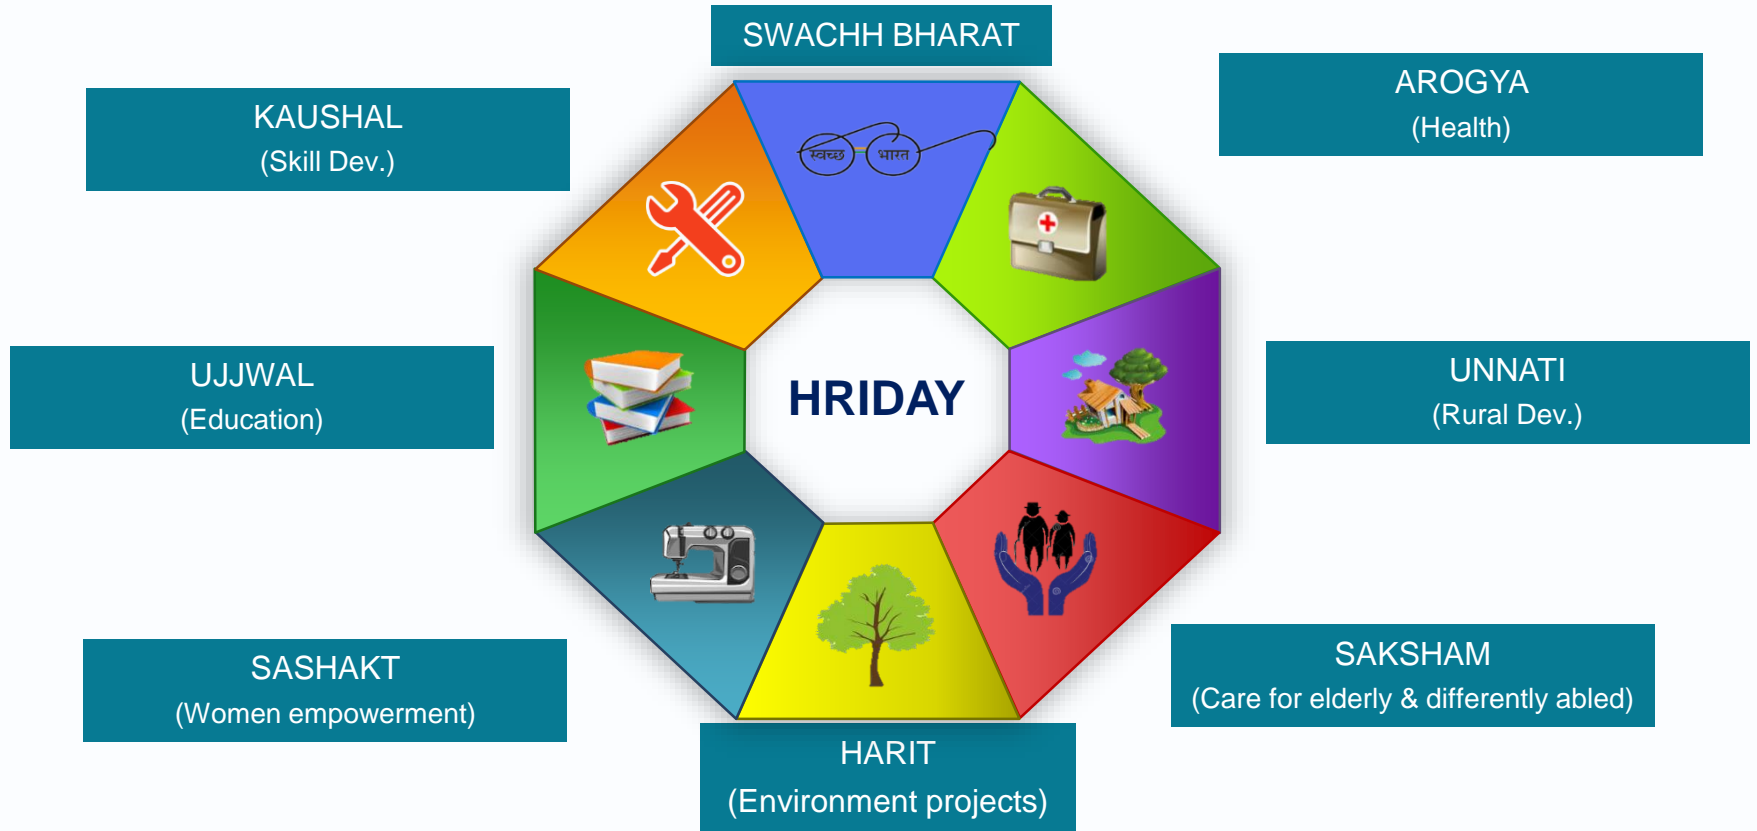 SWACHH BHARAT
AROGYA
(Health)
KAUSHAL
(Skill Dev.)
स्वच्छ भारत
UJJWAL
(Education)
HRIDAY
UNNATI
(Rural Dev.)
SASHAKT
(Women empowerment)
SAKSHAM
(Care for elderly & differently abled)
HARIT
(Environment projects)